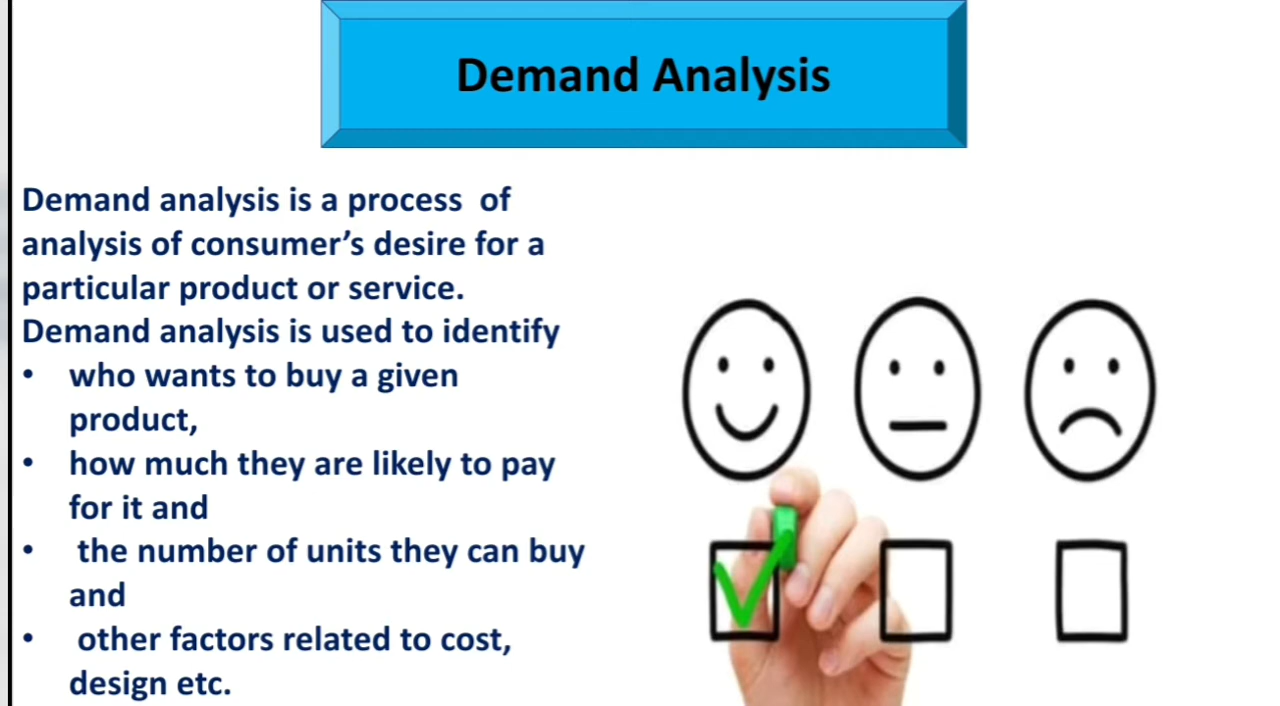 Demand Analysis
Demand analysis is a process of
analysis of consumer’s desire for a
particular product or service.
Demand analysis is used to identify
• who wants to buy a given
product,
• how much they are likely to pay
for it and
• the number of units they can buy
and
• other factors related to cost,
design etc.